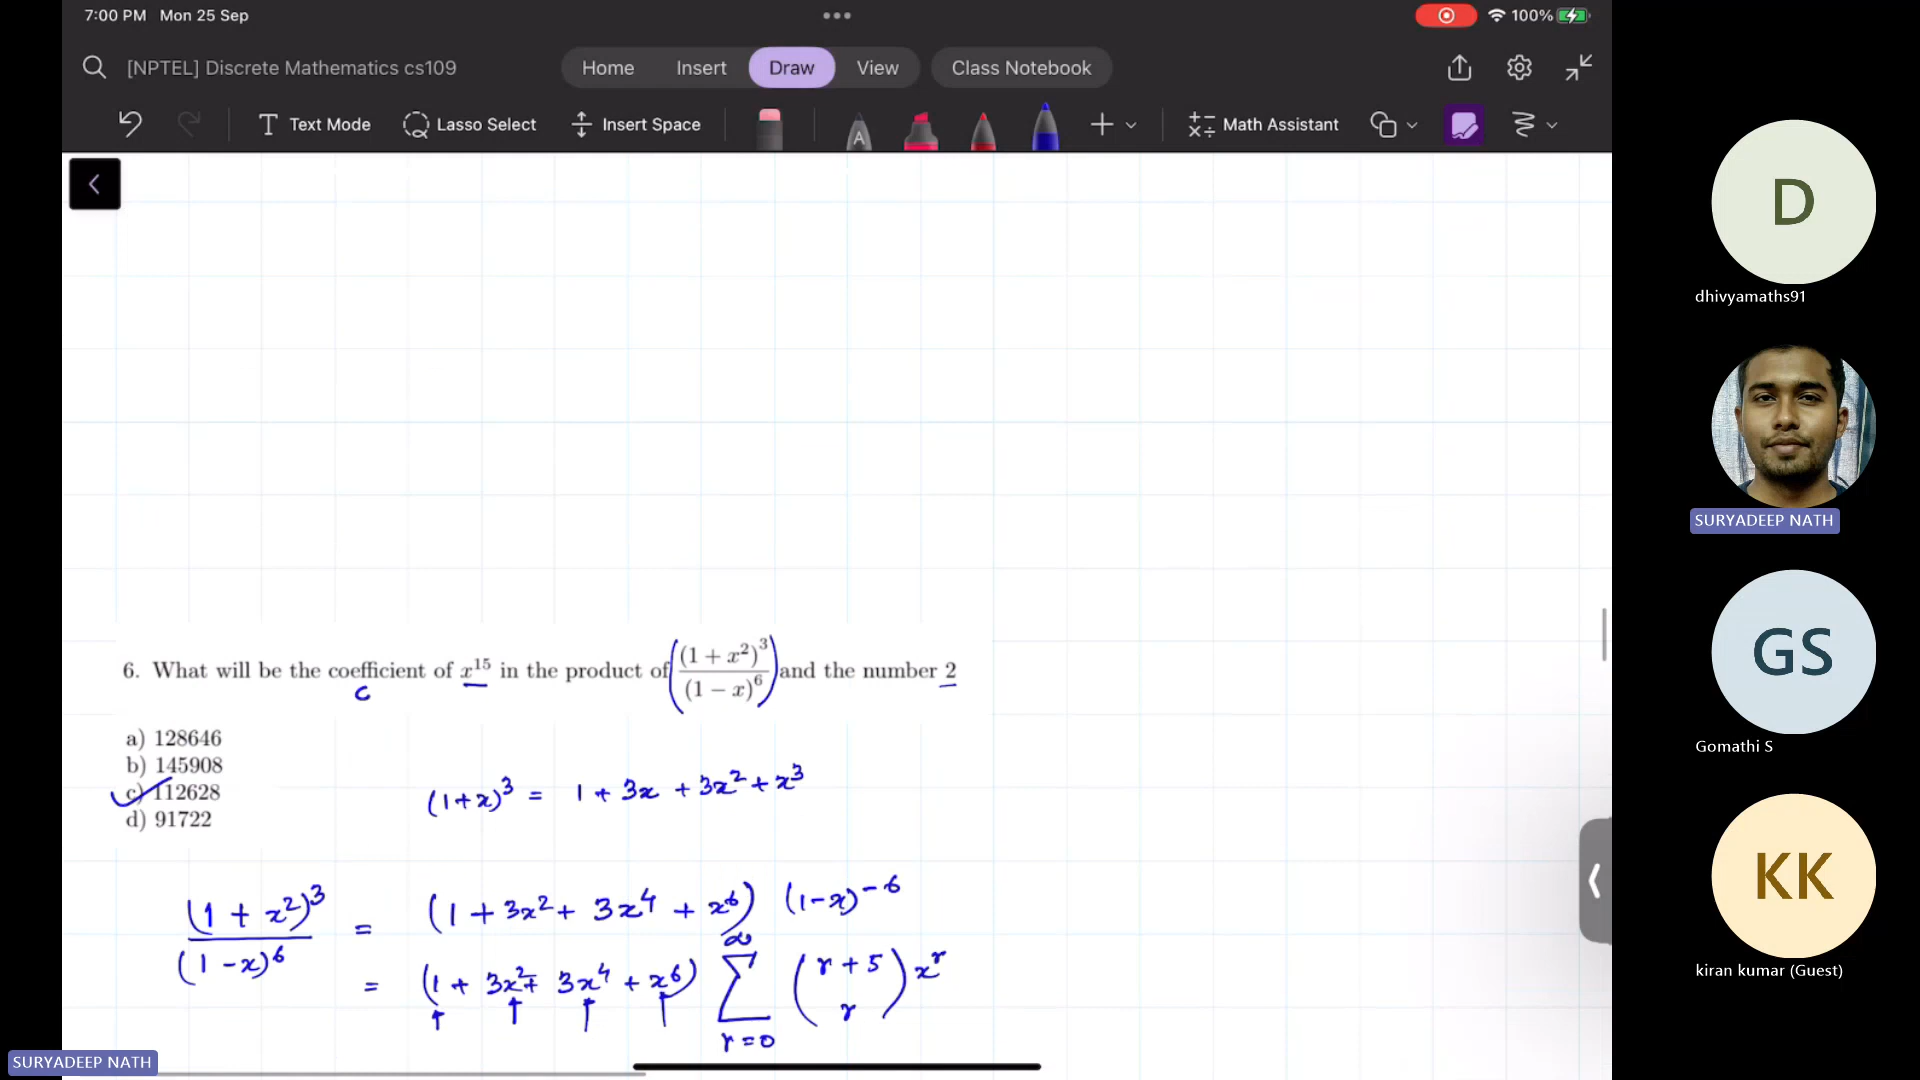 7:00 PM Mon 25 Sep
100%
[NPTEL] Discrete Mathematics cs109
Home Insert Draw View Class Notebook
Text Mode Lasso Select Insert Space A Math Assistant
D
dhivyamaths91
SURYADEEP NATH
GS
Gomathi S
KK
kiran kumar (Guest)
6. What will be the coefficient of x^15 in the product of ((1 + x^2)^3 / (1 − x)^6) and the number 2
c
a) 128646
b) 145908
c) 112628
d) 91722
(1+x)^3 = 1 + 3x + 3x^2 + x^3
(1 + x^2)^3 / (1 - x)^6 = (1 + 3x^2 + 3x^4 + x^6) (1-x)^-6
= (1 + 3x^2 + 3x^4 + x^6) ∑_{r=0}^{∞} (r + 5 r) x^r
SURYADEEP NATH